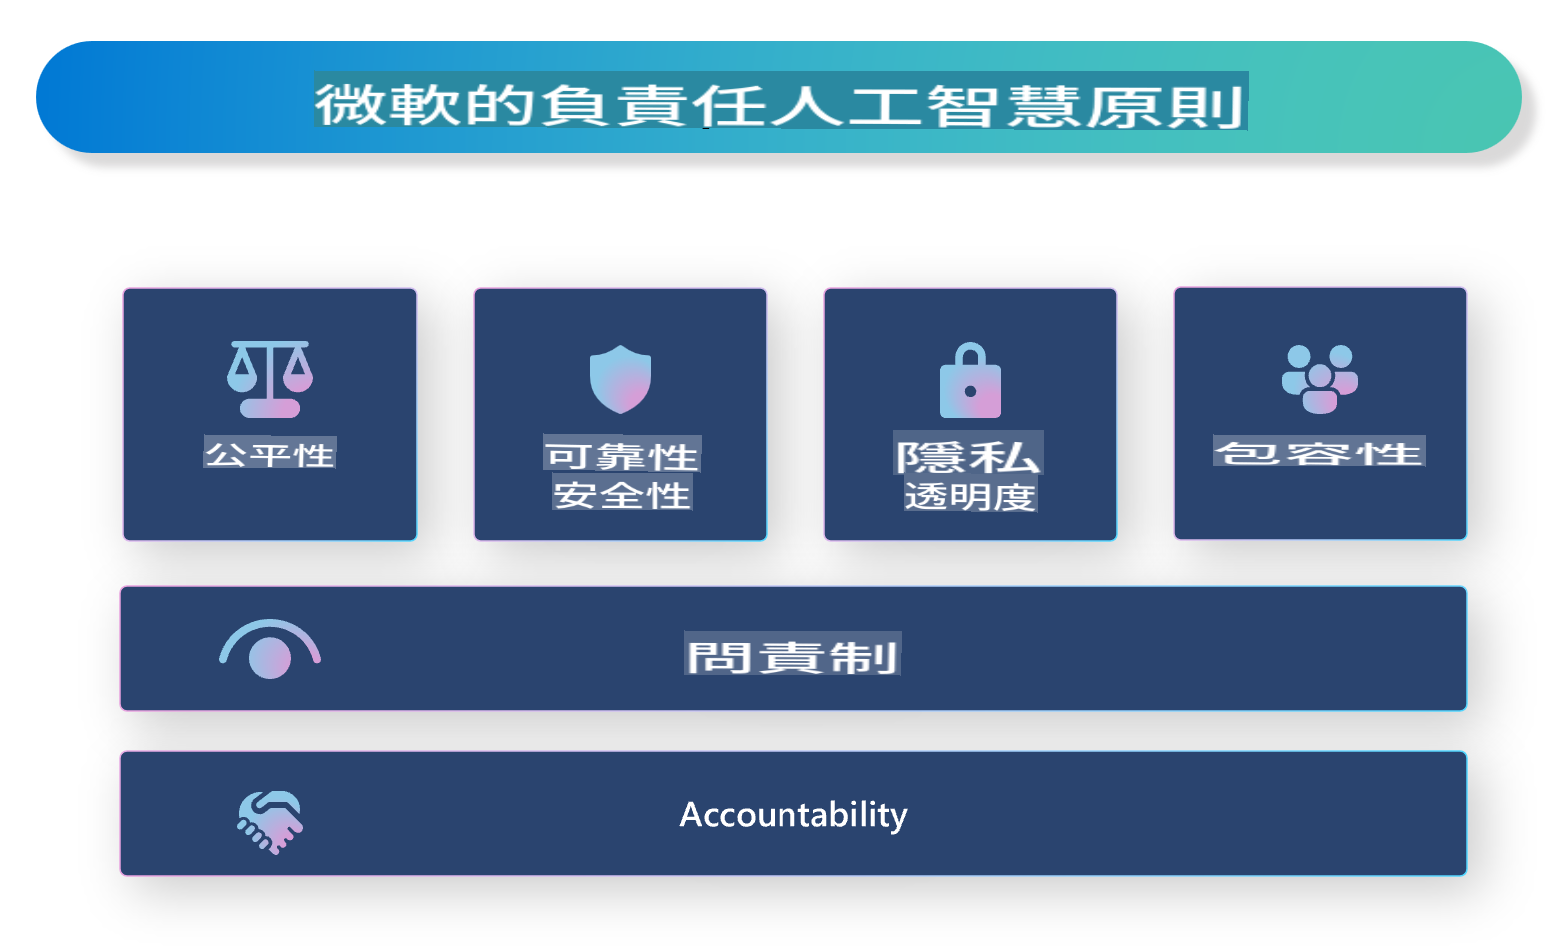 微軟的負責任人工智慧原則
公平性
可靠性
安全性
隱私
透明度
包容性
問責制
Accountability